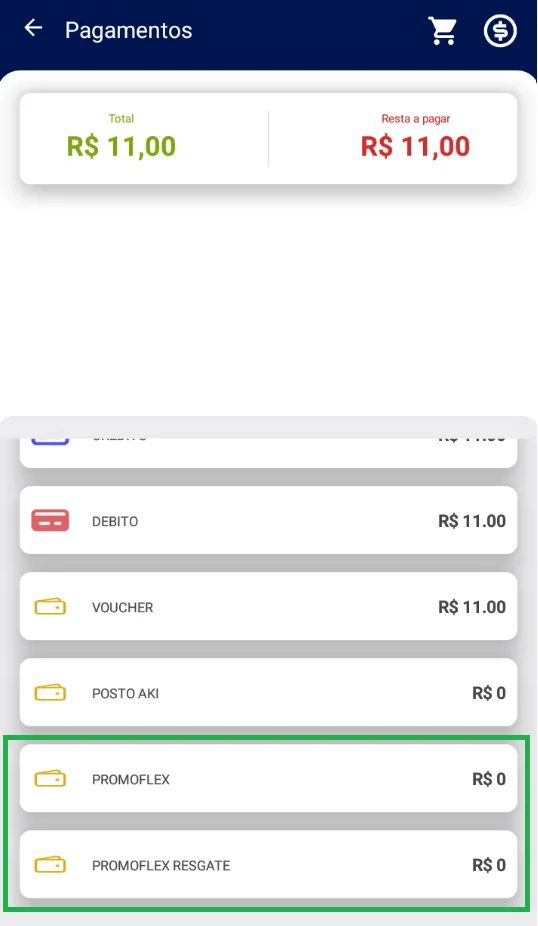 Pagamentos
Total
Resta a pagar
R$ 11,00
R$ 11,00
DEBITO
R$ 11.00
VOUCHER
R$ 11.00
POSTO AKI
R$ 0
PROMOFLEX
R$ 0
PROMOFLEX RESGATE
R$ 0